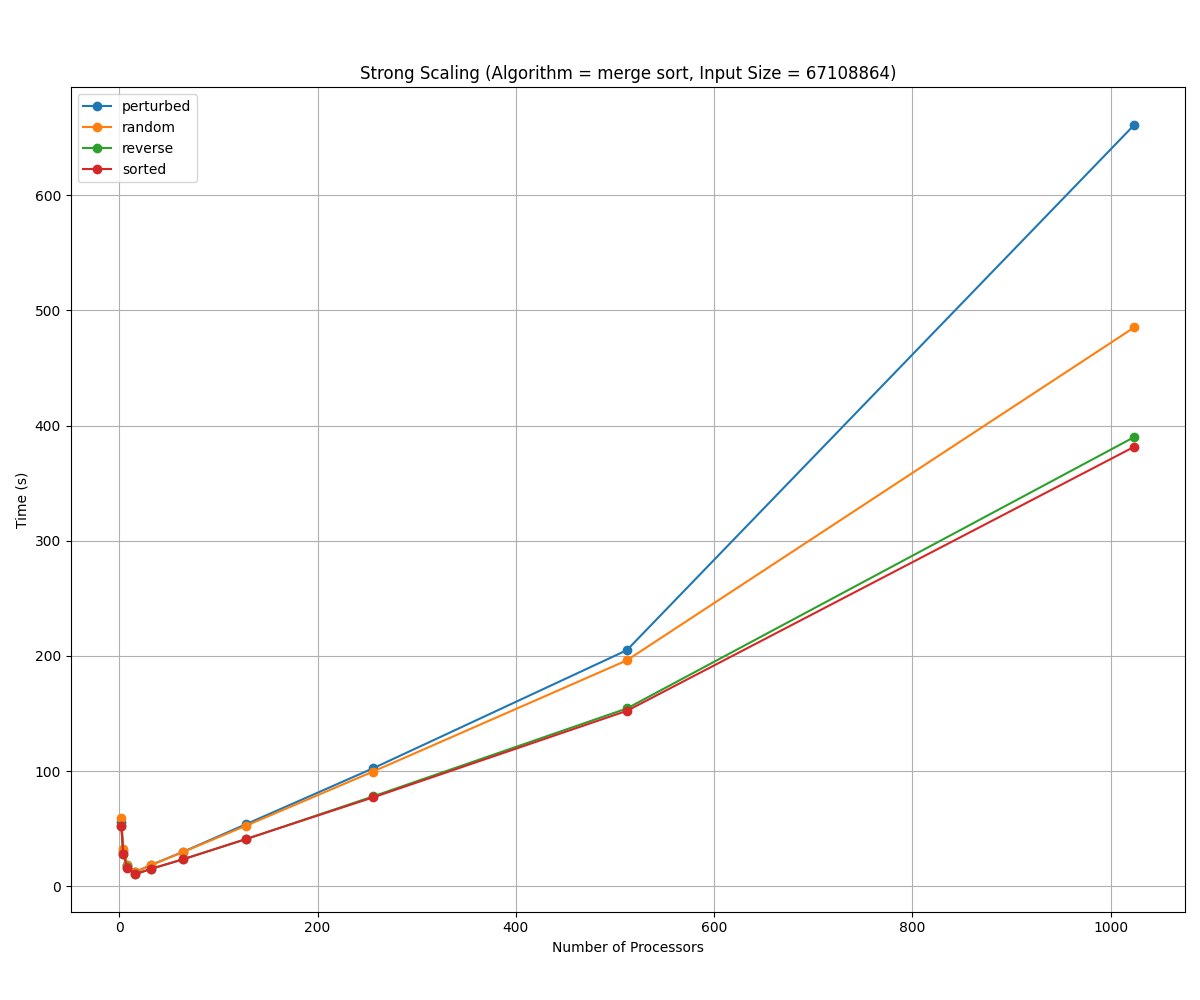 Strong Scaling (Algorithm = merge sort, Input Size = 67108864)
perturbed
random
reverse
sorted
600
500
400
300
200
100
0
Time (s)
0 200 400 600 800 1000
Number of Processors